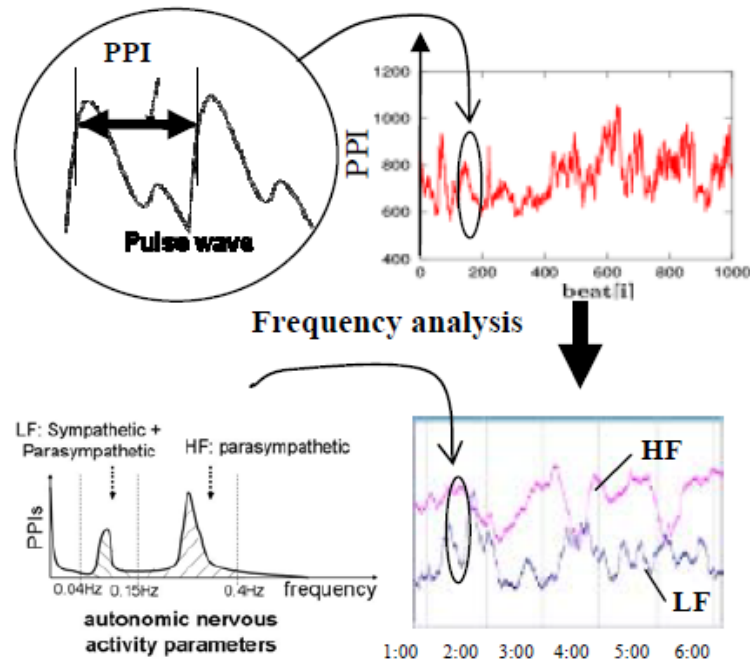 PPI
Pulse wave
1200
1000
800
600
400
PPI
0 200 400 600 800 1000
beat[i]
Frequency analysis
LF: Sympathetic +
Parasympathetic
HF: parasympathetic
PPIs
0.04Hz 0.15Hz 0.4Hz frequency
autonomic nervous
activity parameters
HF
LF
1:00 2:00 3:00 4:00 5:00 6:00